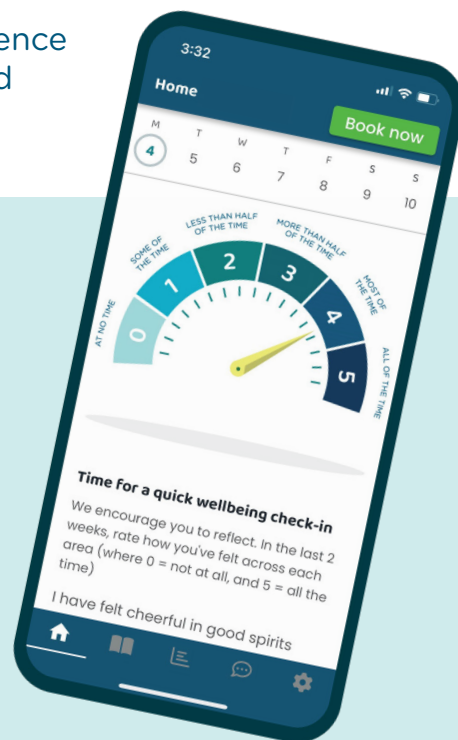 ence
d
3:32
Home
Book now
M T W T F S S
4 5 6 7 8 9 10
AT NO TIME
SOME OF
THE TIME
LESS THAN HALF
OF THE TIME
MORE THAN HALF
OF THE TIME
MOST OF
THE TIME
ALL OF THE TIME
0 1 2 3 4 5
Time for a quick wellbeing check-in
We encourage you to reflect. In the last 2
weeks, rate how you've felt across each
area (where 0 = not at all, and 5 = all the
time)
I have felt cheerful in good spirits